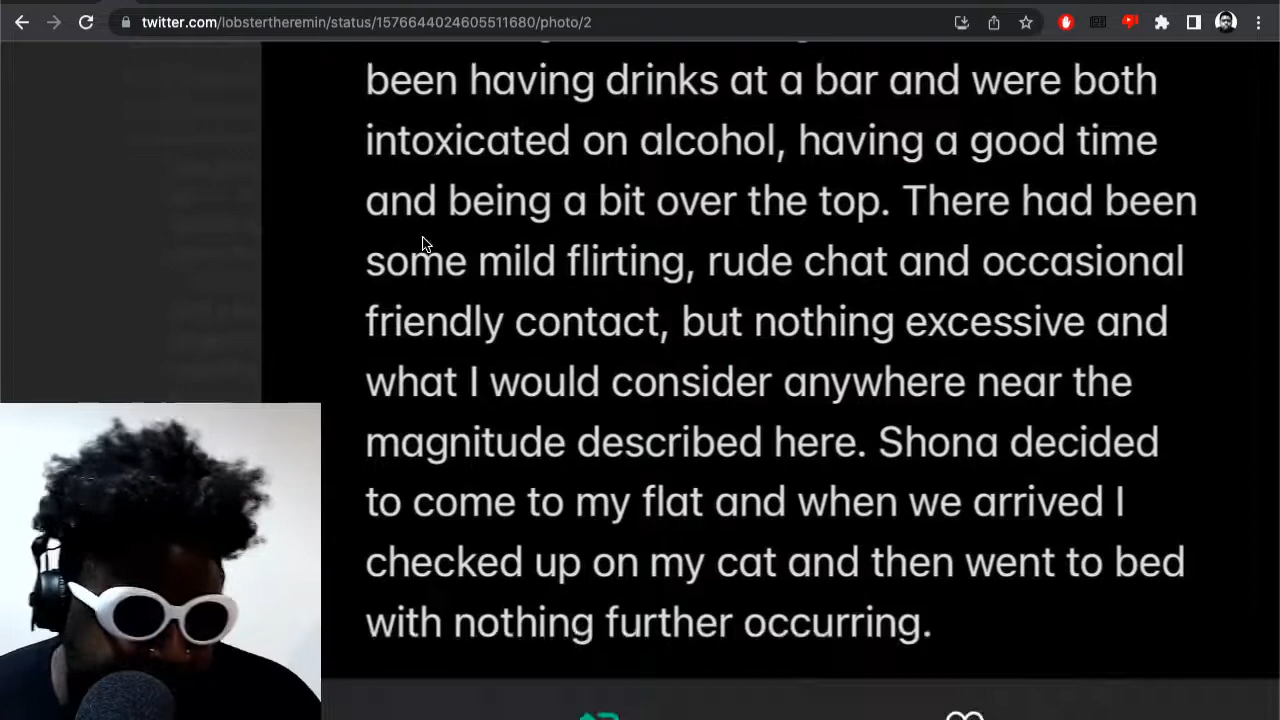 twitter.com/lobstertheremin/status/1576644024605511680/photo/2
been having drinks at a bar and were both
intoxicated on alcohol, having a good time
and being a bit over the top. There had been
some mild flirting, rude chat and occasional
friendly contact, but nothing excessive and
what I would consider anywhere near the
magnitude described here. Shona decided
to come to my flat and when we arrived I
checked up on my cat and then went to bed
with nothing further occurring.